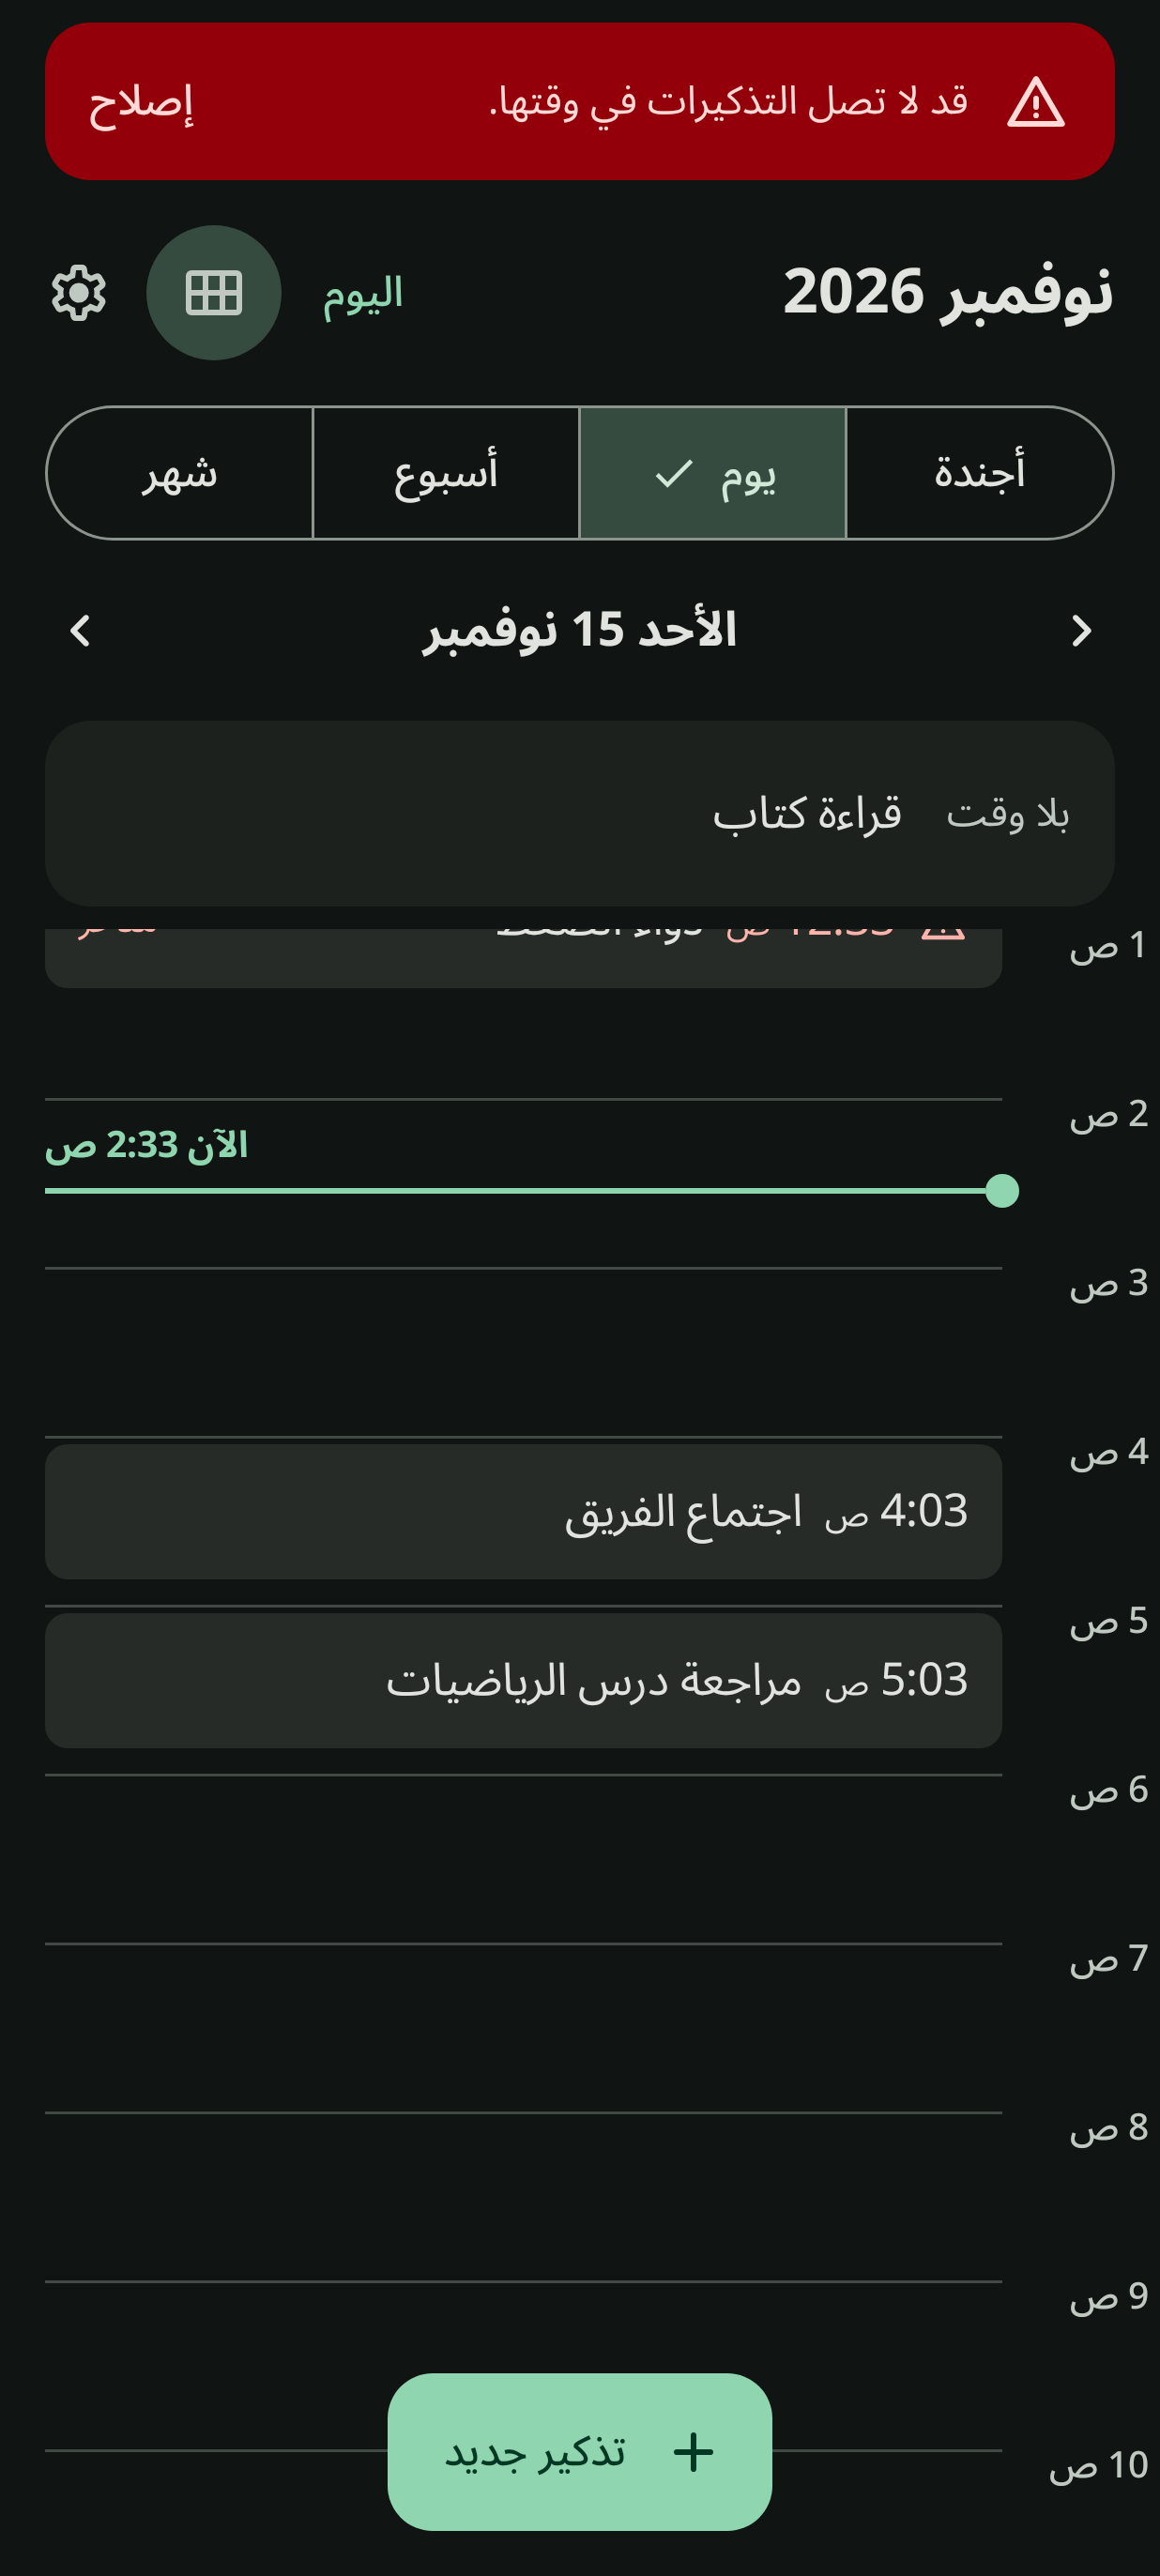 قد لا تصل التذكيرات في وقتها. إصلاح
نوفمبر 2026 اليوم
أجندة يوم أسبوع شهر
الأحد 15 نوفمبر
بلا وقت قراءة كتاب
1 ص
2 ص
الآن 2:33 ص
3 ص
4 ص
4:03 ص اجتماع الفريق
5 ص
5:03 ص مراجعة درس الرياضيات
6 ص
7 ص
8 ص
9 ص
تذكير جديد
10 ص